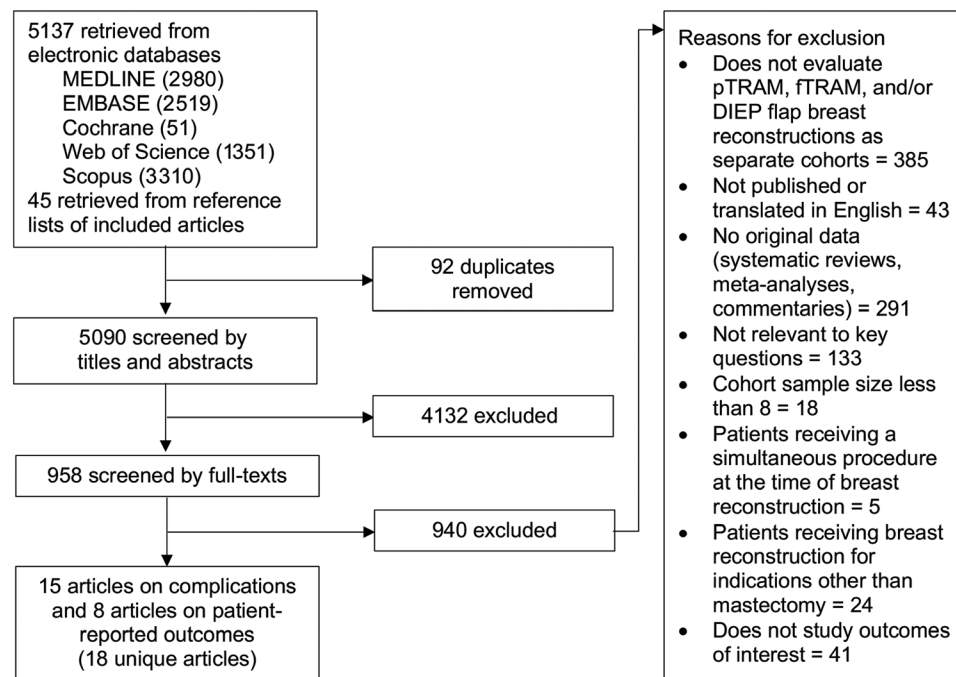 5137 retrieved from
electronic databases
MEDLINE (2980)
EMBASE (2519)
Cochrane (51)
Web of Science (1351)
Scopus (3310)
45 retrieved from reference
lists of included articles
92 duplicates
removed
5090 screened by
titles and abstracts
4132 excluded
958 screened by full-texts
940 excluded
15 articles on complications
and 8 articles on patient-
reported outcomes
(18 unique articles)
Reasons for exclusion
• Does not evaluate
pTRAM, fTRAM, and/or
DIEP flap breast
reconstructions as
separate cohorts = 385
• Not published or
translated in English = 43
• No original data
(systematic reviews,
meta-analyses,
commentaries) = 291
• Not relevant to key
questions = 133
• Cohort sample size less
than 8 = 18
• Patients receiving a
simultaneous procedure
at the time of breast
reconstruction = 5
• Patients receiving breast
reconstruction for
indications other than
mastectomy = 24
• Does not study outcomes
of interest = 41